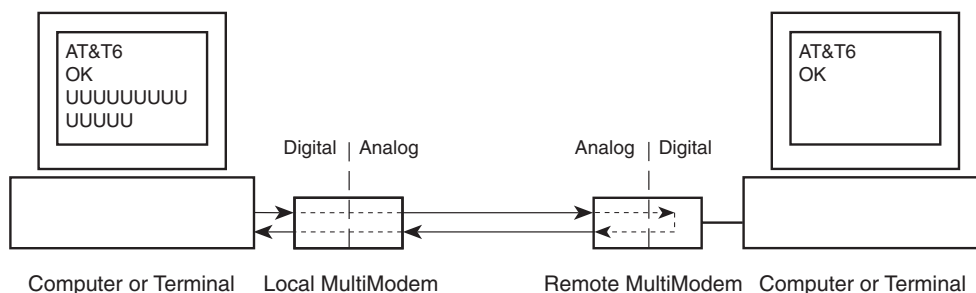 AT&T6
OK
UUUUUUUUU
UUUUU
AT&T6
OK
Digital Analog
Analog Digital
Computer or Terminal
Local MultiModem
Remote MultiModem
Computer or Terminal